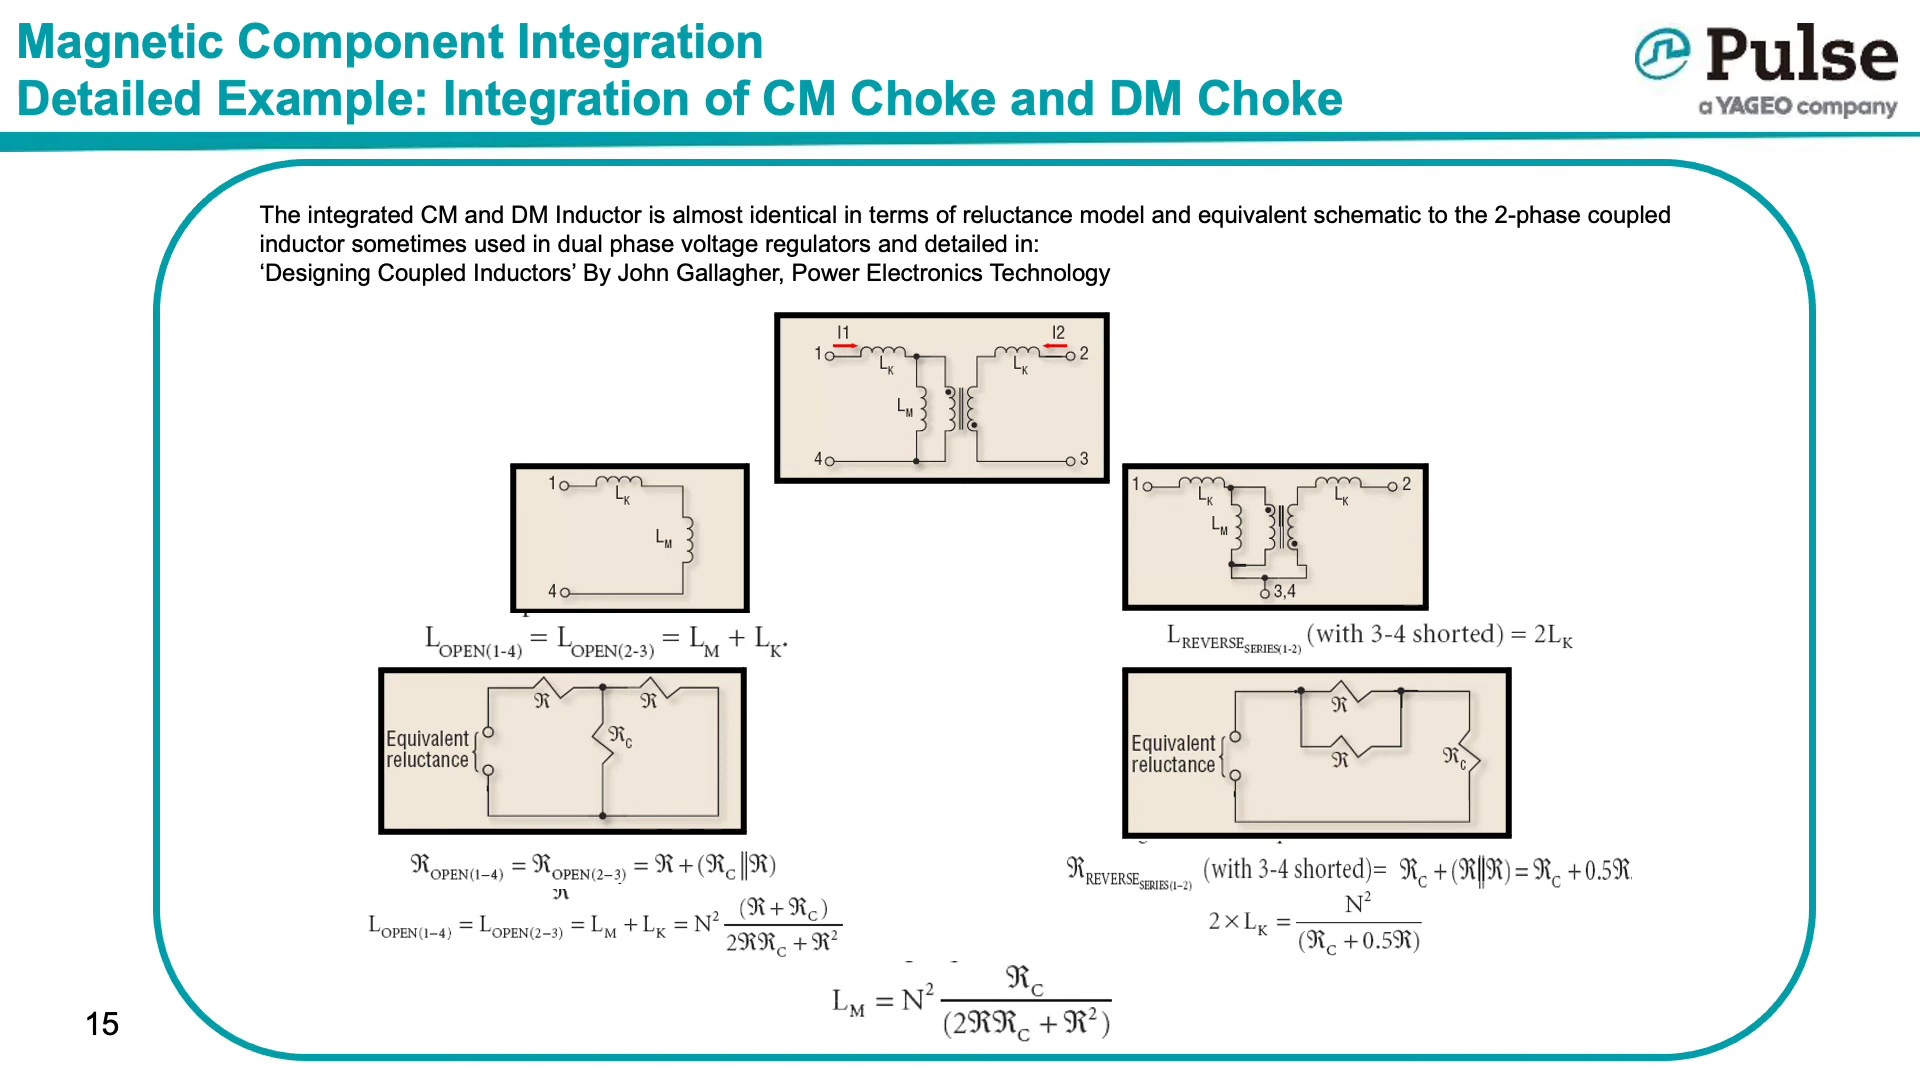 Magnetic Component Integration
Detailed Example: Integration of CM Choke and DM Choke
Pulse
a YAGEO company
The integrated CM and DM Inductor is almost identical in terms of reluctance model and equivalent schematic to the 2-phase coupled
inductor sometimes used in dual phase voltage regulators and detailed in:
‘Designing Coupled Inductors’ By John Gallagher, Power Electronics Technology
I1 I2
1 L_K L_K 2
L_M
4 3
1 L_K
L_M
4
1 L_K L_K 2
L_M
3,4
L_OPEN(1-4) = L_OPEN(2-3) = L_M + L_K.
L_REVERSE_SERIES(1-2) (with 3-4 shorted) = 2L_K
ℜ ℜ
Equivalent ℜ_C
reluctance
ℜ
Equivalent ℜ ℜ_C
reluctance
ℜ_OPEN(1–4) = ℜ_OPEN(2–3) = ℜ + (ℜ_C‖ℜ)
ℜ_REVERSE_SERIES(1–2) (with 3-4 shorted)= ℜ_C + (ℜ‖ℜ) = ℜ_C + 0.5ℜ
L_OPEN(1–4) = L_OPEN(2–3) = L_M + L_K = N² (ℜ + ℜ_C) / 2ℜℜ_C + ℜ²
2 × L_K = N² / (ℜ_C + 0.5ℜ)
L_M = N² ℜ_C / (2ℜℜ_C + ℜ²)
15